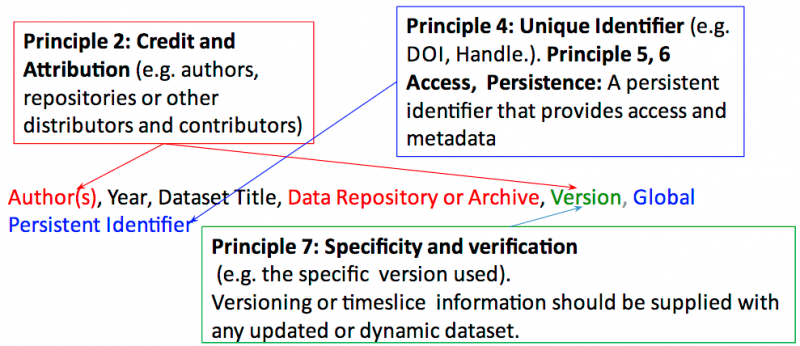 Principle 2: Credit and
Attribution (e.g. authors,
repositories or other
distributors and contributors)
Principle 4: Unique Identifier (e.g.
DOI, Handle.). Principle 5, 6
Access, Persistence: A persistent
identifier that provides access and
metadata
Author(s), Year, Dataset Title, Data Repository or Archive, Version, Global
Persistent Identifier
Principle 7: Specificity and verification
(e.g. the specific version used).
Versioning or timeslice information should be supplied with
any updated or dynamic dataset.